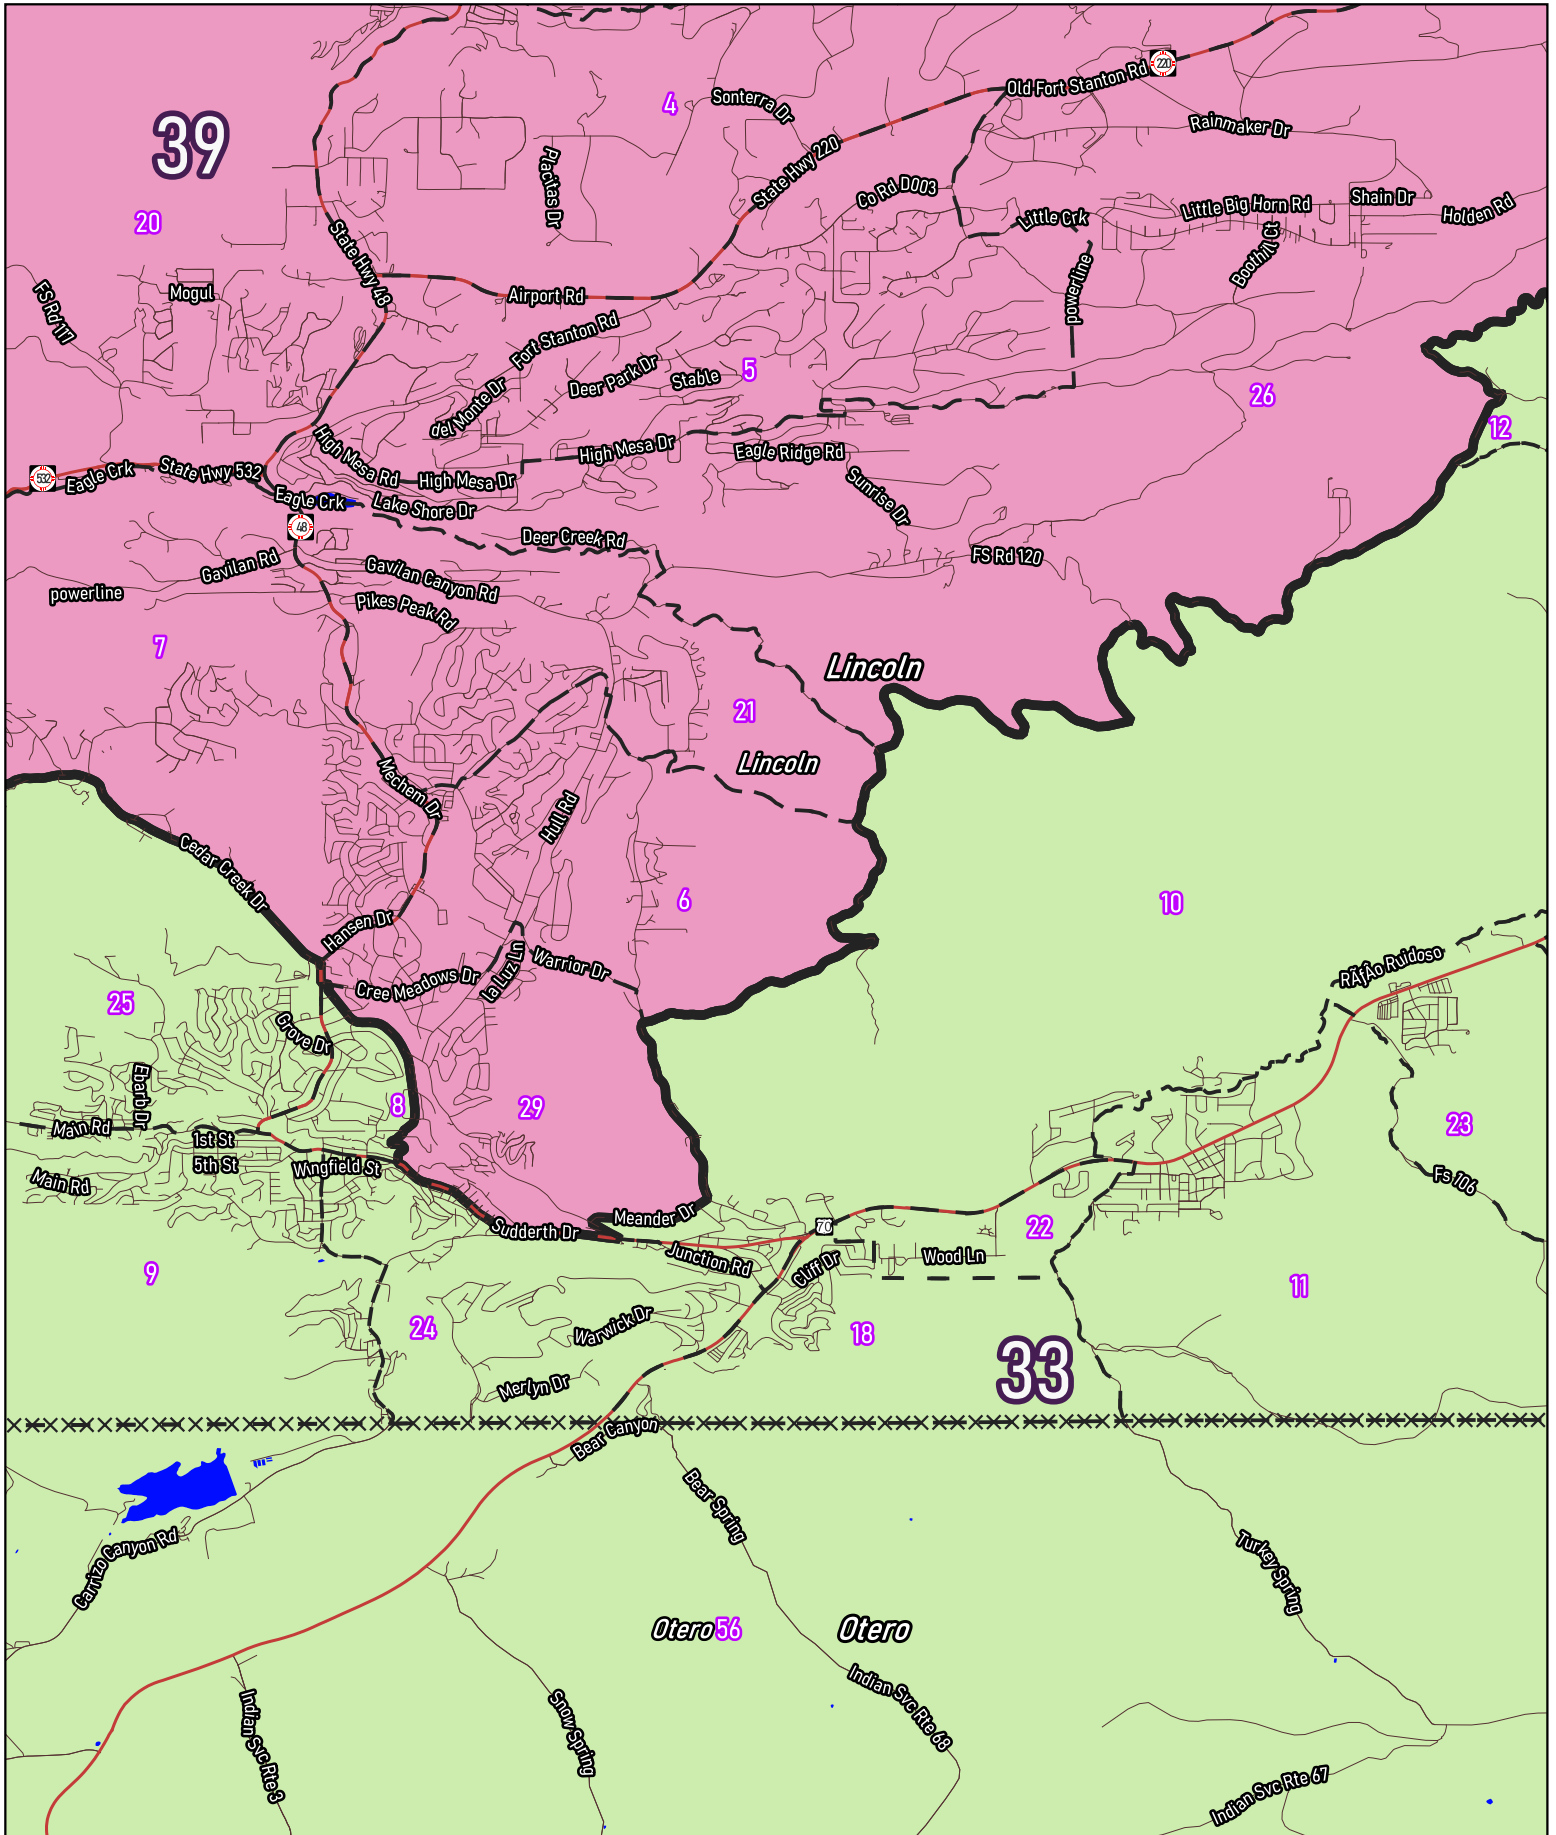 220
Old Fort Stanton Rd
4
Sonterra Dr
39
Rainmaker Dr
State Hwy 220
Placitas Dr
Co Rd D003
Little Big Horn Rd
Shain Dr
Holden Rd
20
Little Crk
State Hwy 48
Boothill Ct
powerline
Mogul
Airport Rd
FS Rd 117
Fort Stanton Rd
5
Deer Park Dr
Stable
26
del Monte Dr
12
High Mesa Rd
High Mesa Dr
Eagle Ridge Rd
532
Eagle Crk
State Hwy 532
High Mesa Dr
Sunrise Dr
Eagle Crk
Lake Shore Dr
48
Deer Creek Rd
FS Rd 120
Gavilan Rd
Gavilan Canyon Rd
powerline
Pikes Peak Rd
7
Lincoln
21
Lincoln
Mechem Dr
Hull Rd
Cedar Creek Dr
6
10
Hansen Dr
Warrior Dr
RÃƒÂ­o Ruidoso
Cree Meadows Dr
la Luz Ln
25
Grove Dr
Ebarb Dr
8
29
23
Main Rd
1st St
5th St
Wingfield St
Main Rd
Fs 106
Meander Dr
Sudderth Dr
70
22
Junction Rd
Wood Ln
Cliff Dr
9
11
24
Warwick Dr
18
33
Merlyn Dr
Bear Canyon
Bear Spring
Carrizo Canyon Rd
Turkey Spring
Otero
56
Otero
Indian Svc Rte 68
Indian Svc Rte 3
Snow Spring
Indian Svc Rte 67